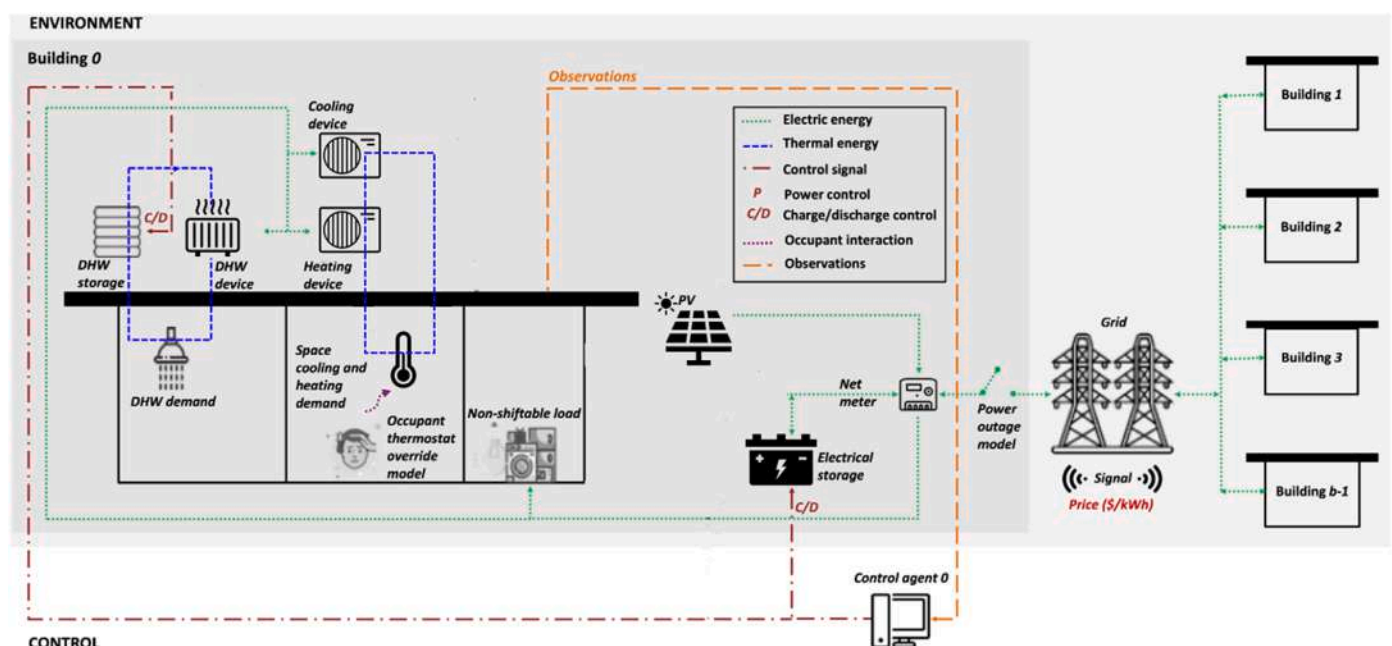 ENVIRONMENT
Building 0
Observations
Cooling
device
C/D
DHW
storage
DHW
device
Heating
device
Electric energy
Thermal energy
Control signal
P Power control
C/D Charge/discharge control
Occupant interaction
Observations
PV
Space
cooling and
heating
demand
DHW demand
Occupant
thermostat
override
model
Non-shiftable load
Net
meter
Electrical
storage
C/D
Power
outage
model
Grid
Signal
Price ($/kWh)
Building 1
Building 2
Building 3
Building b-1
Control agent 0
CONTROL